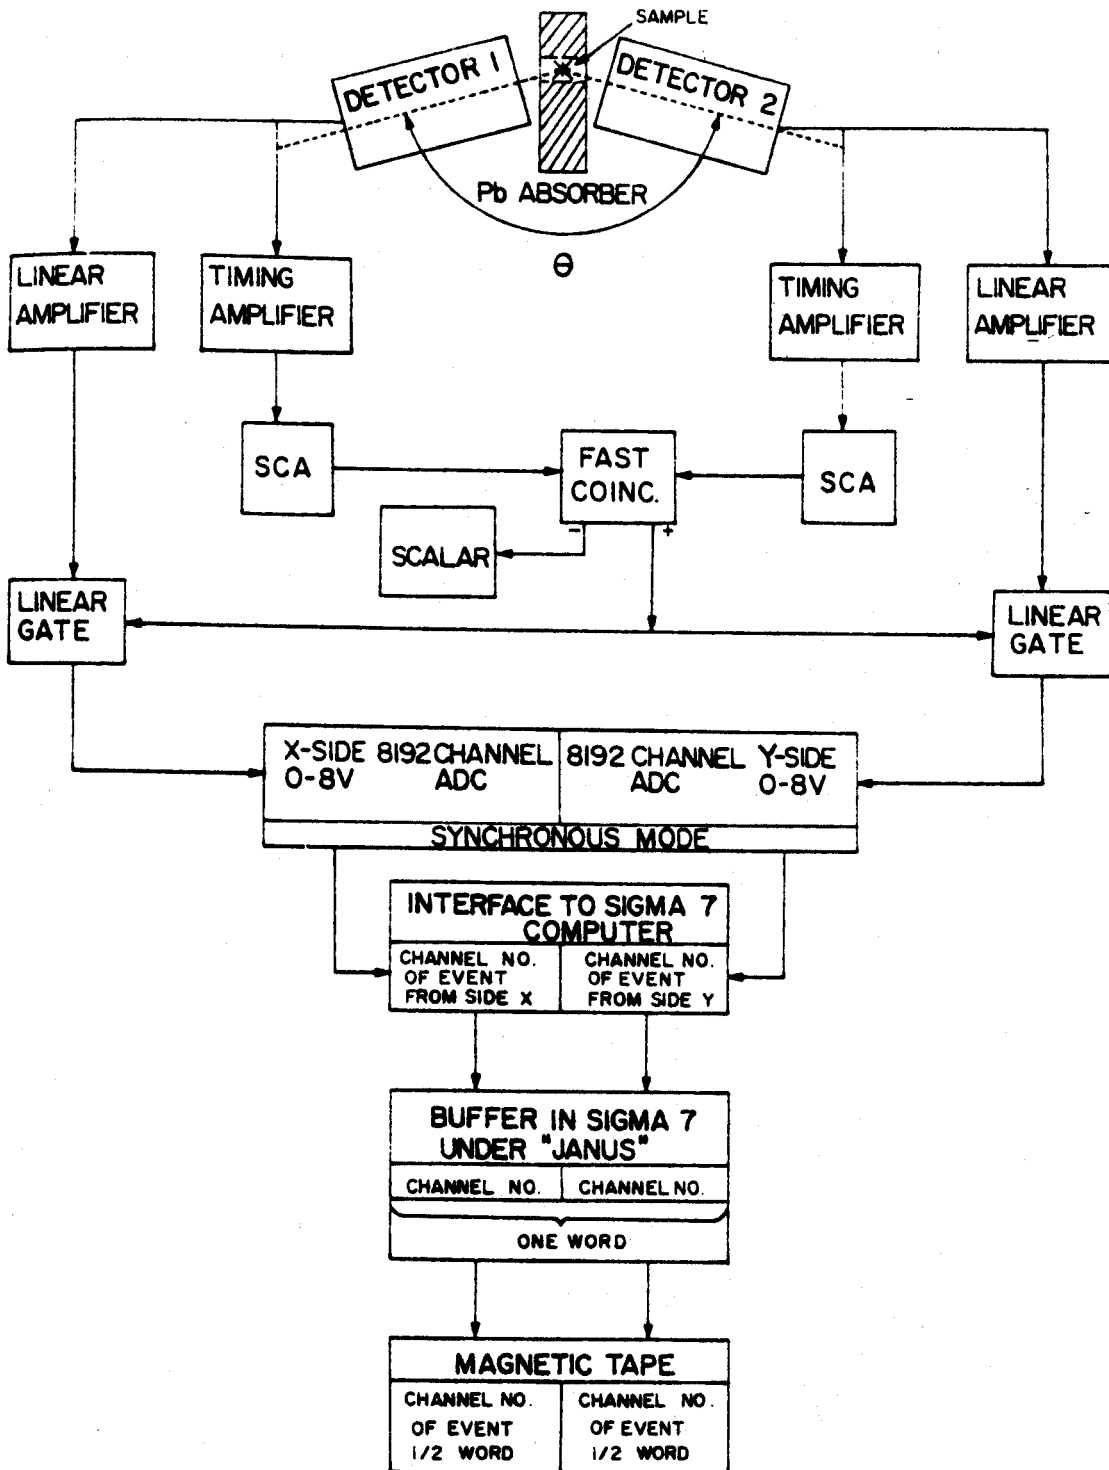 SAMPLE
DETECTOR 1
DETECTOR 2
Pb ABSORBER
θ
LINEAR
AMPLIFIER
TIMING
AMPLIFIER
TIMING
AMPLIFIER
LINEAR
AMPLIFIER
SCA
FAST
COINC.
SCA
- +
SCALAR
LINEAR
GATE
LINEAR
GATE
X-SIDE 8192 CHANNEL
0-8V ADC
8192 CHANNEL Y-SIDE
ADC 0-8V
SYNCHRONOUS MODE
INTERFACE TO SIGMA 7
COMPUTER
CHANNEL NO.
OF EVENT
FROM SIDE X
CHANNEL NO.
OF EVENT
FROM SIDE Y
BUFFER IN SIGMA 7
UNDER "JANUS"
CHANNEL NO.
CHANNEL NO.
ONE WORD
MAGNETIC TAPE
CHANNEL NO.
OF EVENT
1/2 WORD
CHANNEL NO.
OF EVENT
1/2 WORD